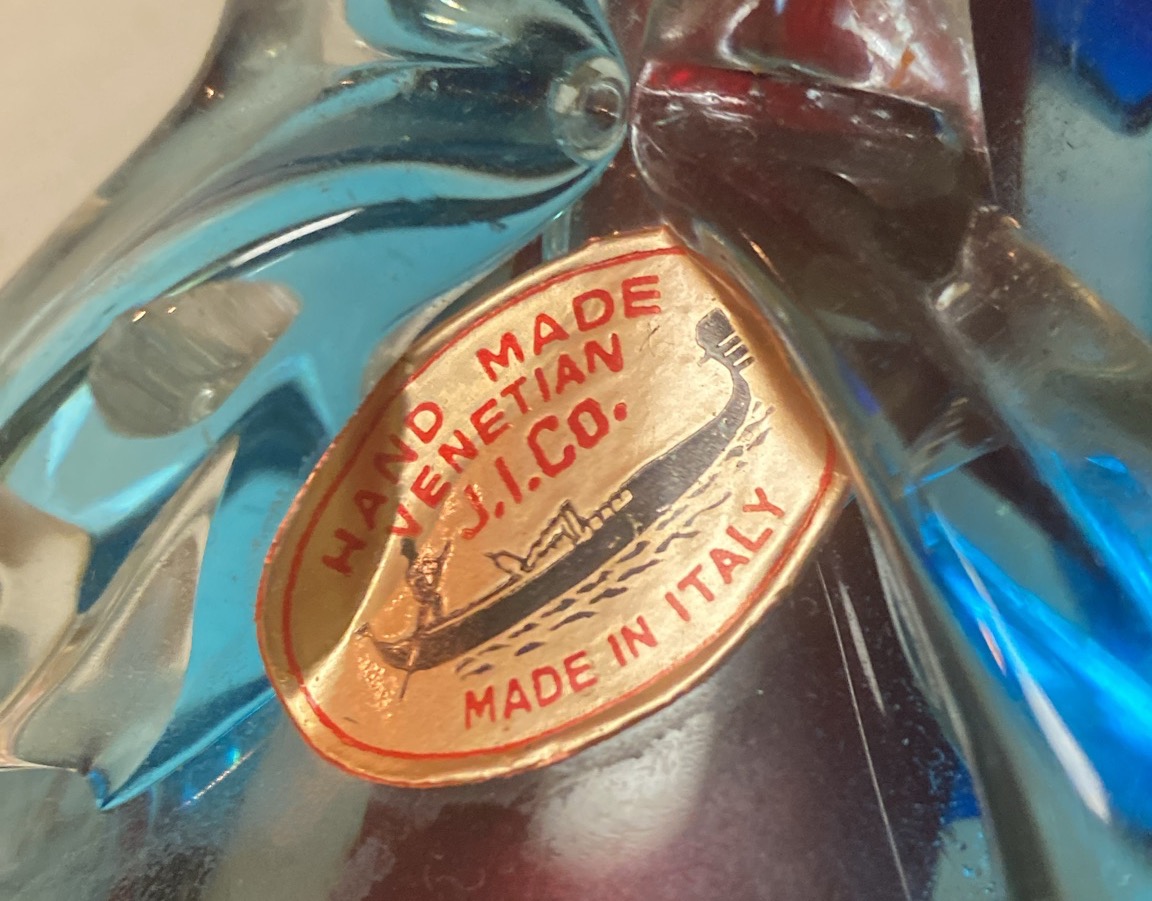 HAND MADE
VENETIAN
J.I.CO.
MADE IN ITALY